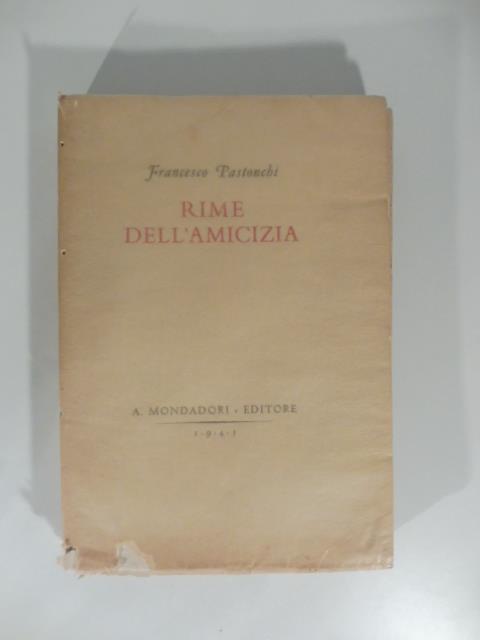 Francesco Pastonchi
RIME
DELL'AMICIZIA
A. MONDADORI • EDITORE